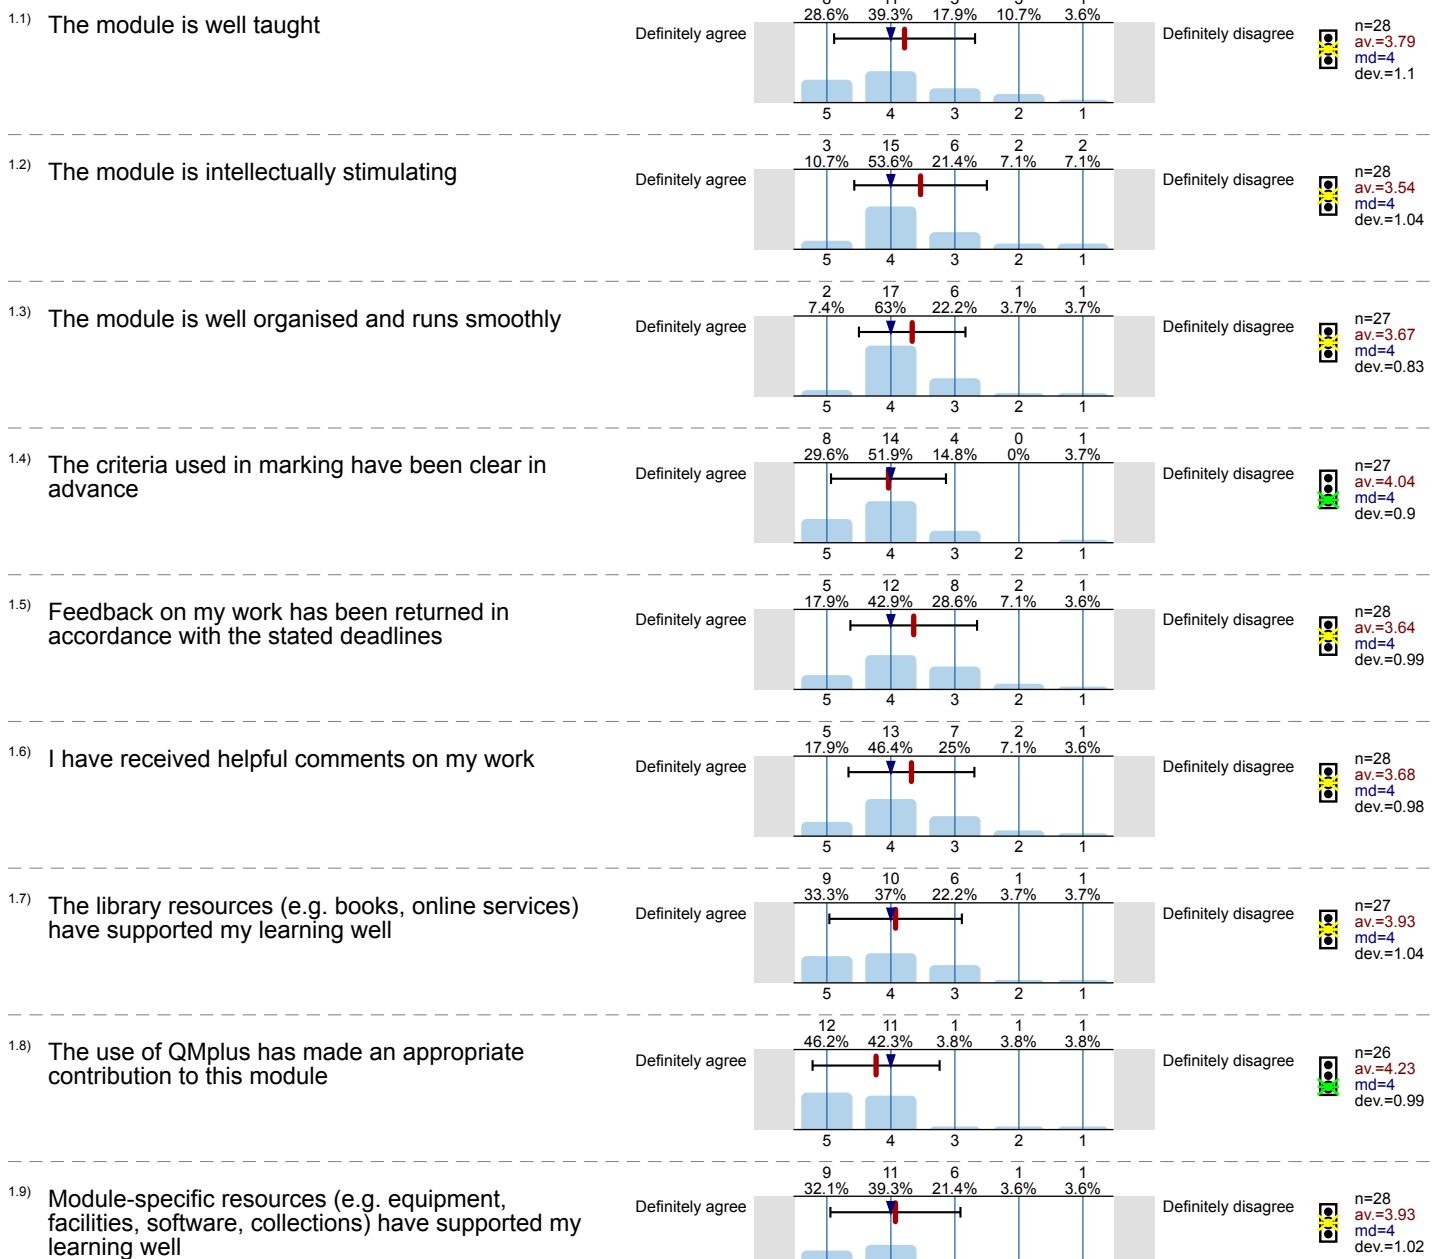 1.1) The module is well taught
Definitely agree
28.6% 39.3% 17.9% 10.7% 3.6%
5 4 3 2 1
Definitely disagree
n=28
av.=3.79
md=4
dev.=1.1
1.2) The module is intellectually stimulating
Definitely agree
3 15 6 2 2
10.7% 53.6% 21.4% 7.1% 7.1%
5 4 3 2 1
Definitely disagree
n=28
av.=3.54
md=4
dev.=1.04
1.3) The module is well organised and runs smoothly
Definitely agree
2 17 6 1 1
7.4% 63% 22.2% 3.7% 3.7%
5 4 3 2 1
Definitely disagree
n=27
av.=3.67
md=4
dev.=0.83
1.4) The criteria used in marking have been clear in
advance
Definitely agree
8 14 4 0 1
29.6% 51.9% 14.8% 0% 3.7%
5 4 3 2 1
Definitely disagree
n=27
av.=4.04
md=4
dev.=0.9
1.5) Feedback on my work has been returned in
accordance with the stated deadlines
Definitely agree
5 12 8 2 1
17.9% 42.9% 28.6% 7.1% 3.6%
5 4 3 2 1
Definitely disagree
n=28
av.=3.64
md=4
dev.=0.99
1.6) I have received helpful comments on my work
Definitely agree
5 13 7 2 1
17.9% 46.4% 25% 7.1% 3.6%
5 4 3 2 1
Definitely disagree
n=28
av.=3.68
md=4
dev.=0.98
1.7) The library resources (e.g. books, online services)
have supported my learning well
Definitely agree
9 10 6 1 1
33.3% 37% 22.2% 3.7% 3.7%
5 4 3 2 1
Definitely disagree
n=27
av.=3.93
md=4
dev.=1.04
1.8) The use of QMplus has made an appropriate
contribution to this module
Definitely agree
12 11 1 1 1
46.2% 42.3% 3.8% 3.8% 3.8%
5 4 3 2 1
Definitely disagree
n=26
av.=4.23
md=4
dev.=0.99
1.9) Module-specific resources (e.g. equipment,
facilities, software, collections) have supported my
learning well
Definitely agree
9 11 6 1 1
32.1% 39.3% 21.4% 3.6% 3.6%
Definitely disagree
n=28
av.=3.93
md=4
dev.=1.02